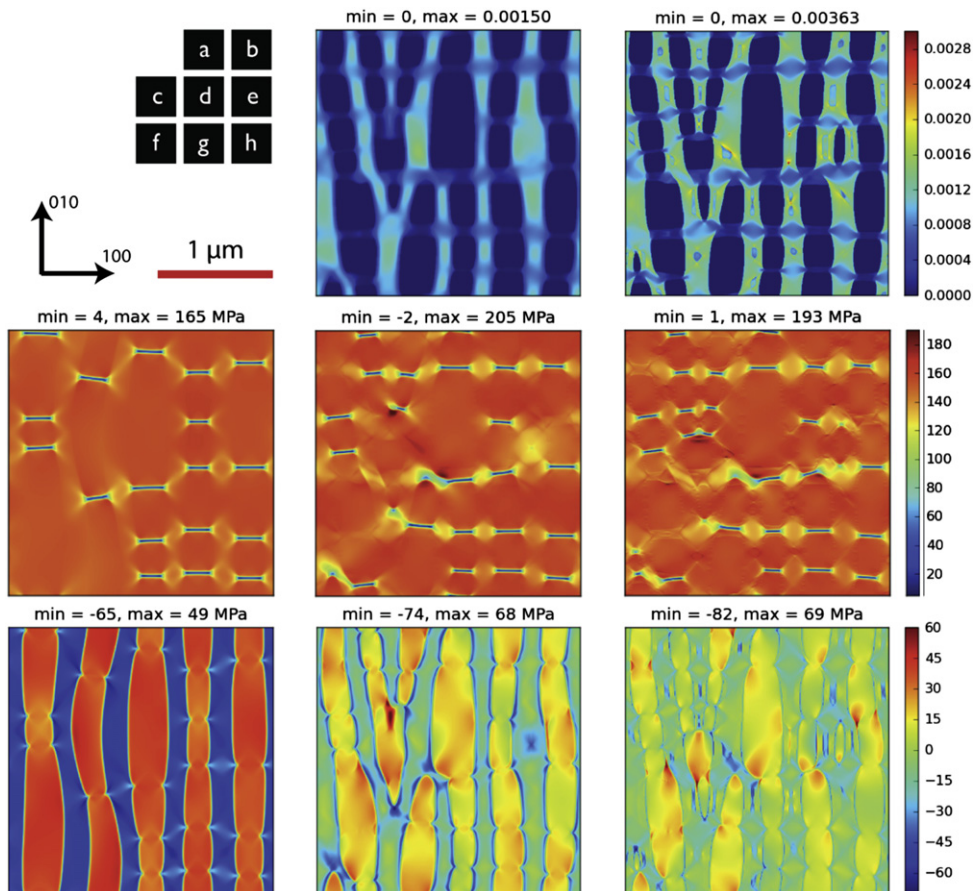 min = 0, max = 0.00150
min = 0, max = 0.00363
a b
c d e
f g h
010
100
1 μm
0.0028
0.0024
0.0020
0.0016
0.0012
0.0008
0.0004
0.0000
min = 4, max = 165 MPa
min = -2, max = 205 MPa
min = 1, max = 193 MPa
180
160
140
120
100
80
60
40
20
min = -65, max = 49 MPa
min = -74, max = 68 MPa
min = -82, max = 69 MPa
60
45
30
15
0
−15
−30
−45
−60